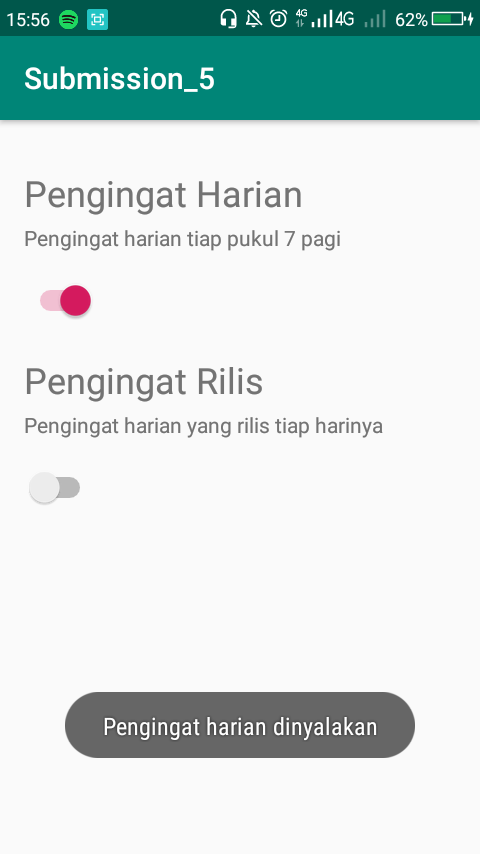 15:56 4G 4G 62%
Submission_5
Pengingat Harian
Pengingat harian tiap pukul 7 pagi
Pengingat Rilis
Pengingat harian yang rilis tiap harinya
Pengingat harian dinyalakan